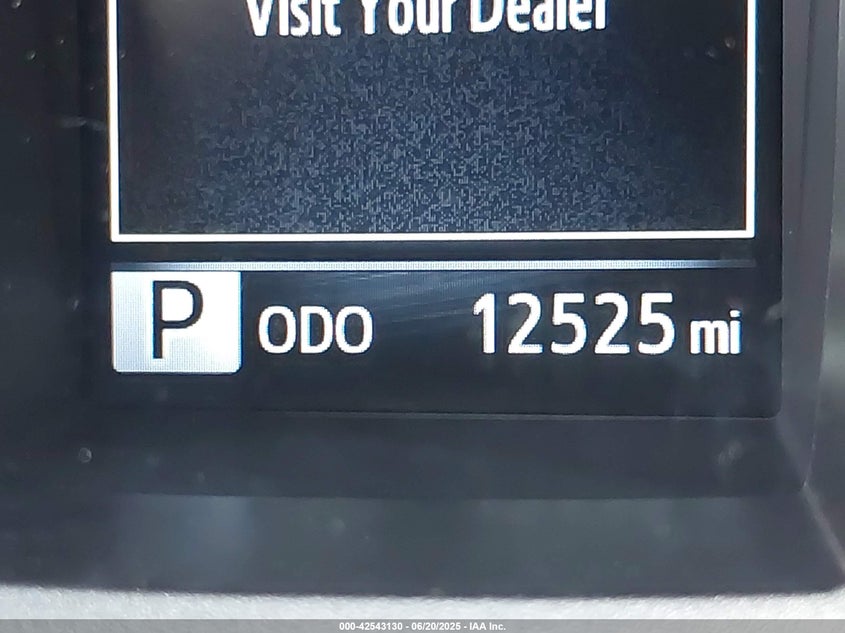 Visit Your Dealer
P ODO 12525 mi
000-42543130 - 06/20/2025 - IAA Inc.